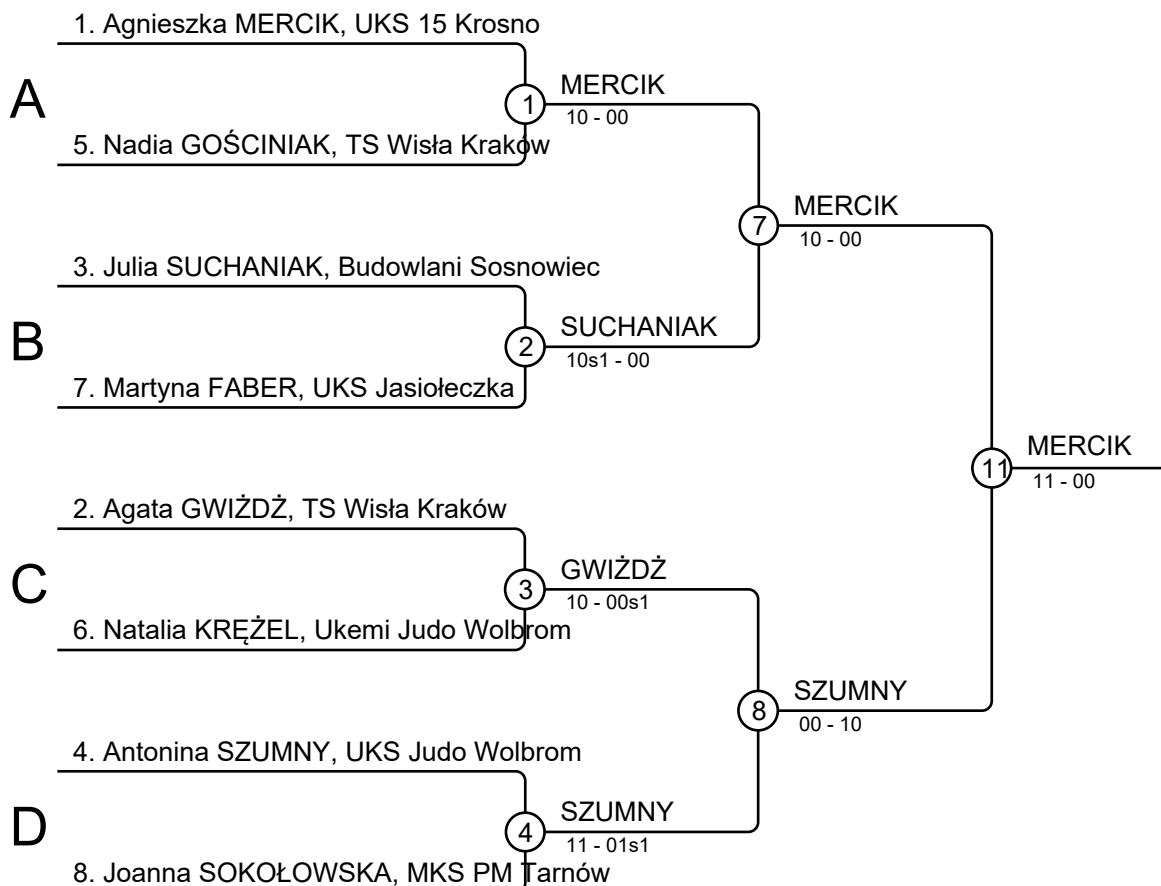 1. Agnieszka MERCIK, UKS 15 Krosno
A
1
MERCIK
10 - 00
5. Nadia GOŚCINIAK, TS Wisła Kraków
7
MERCIK
10 - 00
3. Julia SUCHANIAK, Budowlani Sosnowiec
B
2
SUCHANIAK
10s1 - 00
7. Martyna FABER, UKS Jasiołeczka
11
MERCIK
11 - 00
2. Agata GWIŻDŻ, TS Wisła Kraków
C
3
GWIŻDŻ
10 - 00s1
6. Natalia KRĘŻEL, Ukemi Judo Wolbrom
8
SZUMNY
00 - 10
4. Antonina SZUMNY, UKS Judo Wolbrom
D
4
SZUMNY
11 - 01s1
8. Joanna SOKOŁOWSKA, MKS PM Tarnów